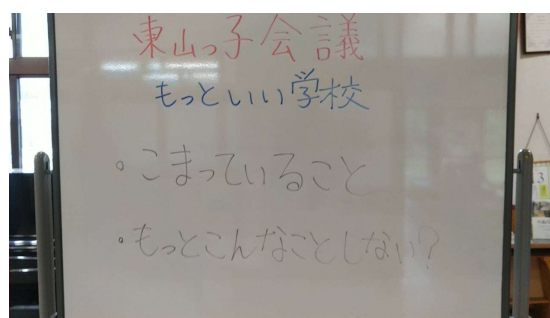 東山っ子会議
もっといい学校
・こまっていること
・もっとこんなことしない?
3